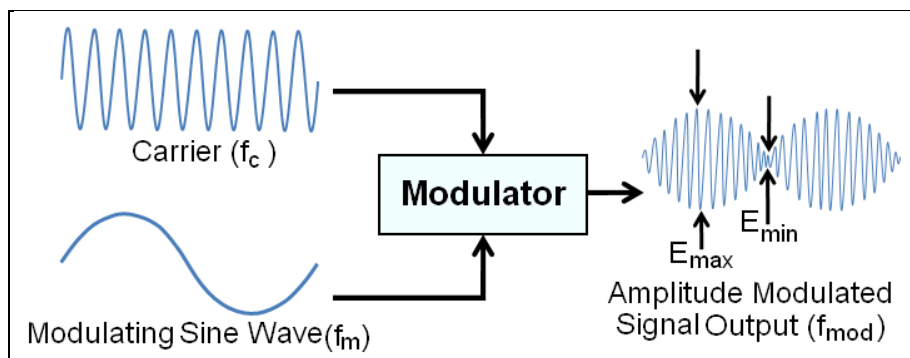 Carrier (fc)
Modulator
Modulating Sine Wave(fm)
Emax
Emin
Amplitude Modulated
Signal Output (fmod)